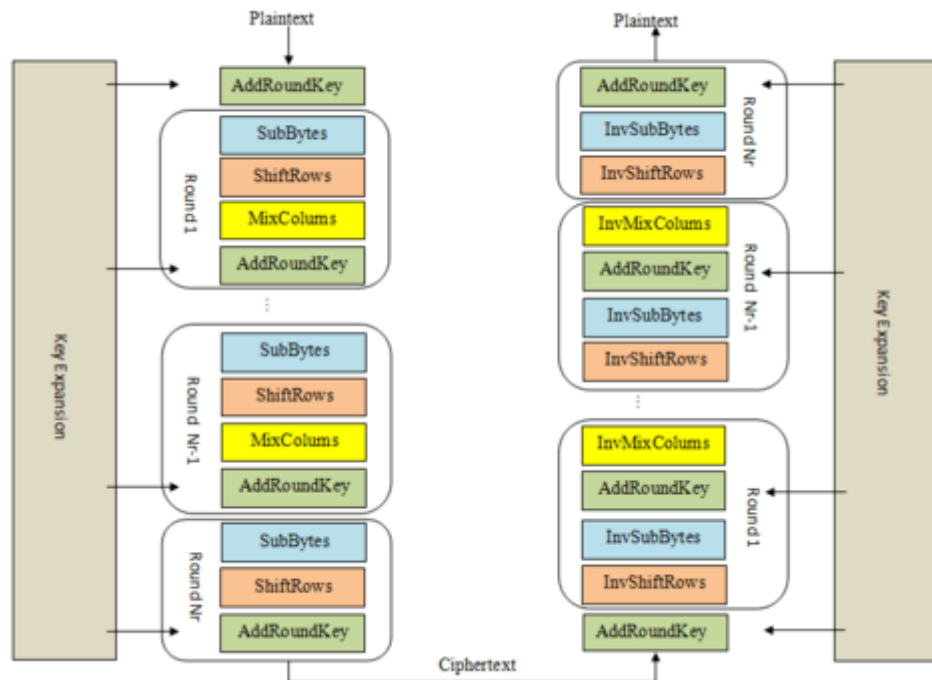 Plaintext
Key Expansion
AddRoundKey
Round 1
SubBytes
ShiftRows
MixColums
AddRoundKey
...
Round Nr-1
SubBytes
ShiftRows
MixColums
AddRoundKey
Round Nr
SubBytes
ShiftRows
AddRoundKey
Ciphertext
Plaintext
AddRoundKey
InvSubBytes
InvShiftRows
Round Nr
InvMixColums
AddRoundKey
InvSubBytes
InvShiftRows
Round Nr-1
...
InvMixColums
AddRoundKey
InvSubBytes
InvShiftRows
Round 1
AddRoundKey
Key Expansion